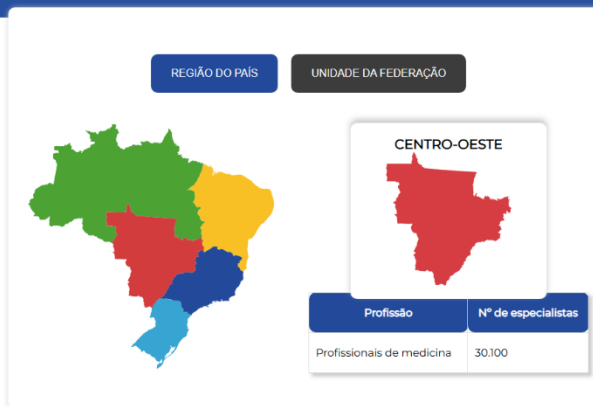 REGIÃO DO PAÍS
UNIDADE DA FEDERAÇÃO
CENTRO-OESTE
Profissão Nº de especialistas
Profissionais de medicina 30.100